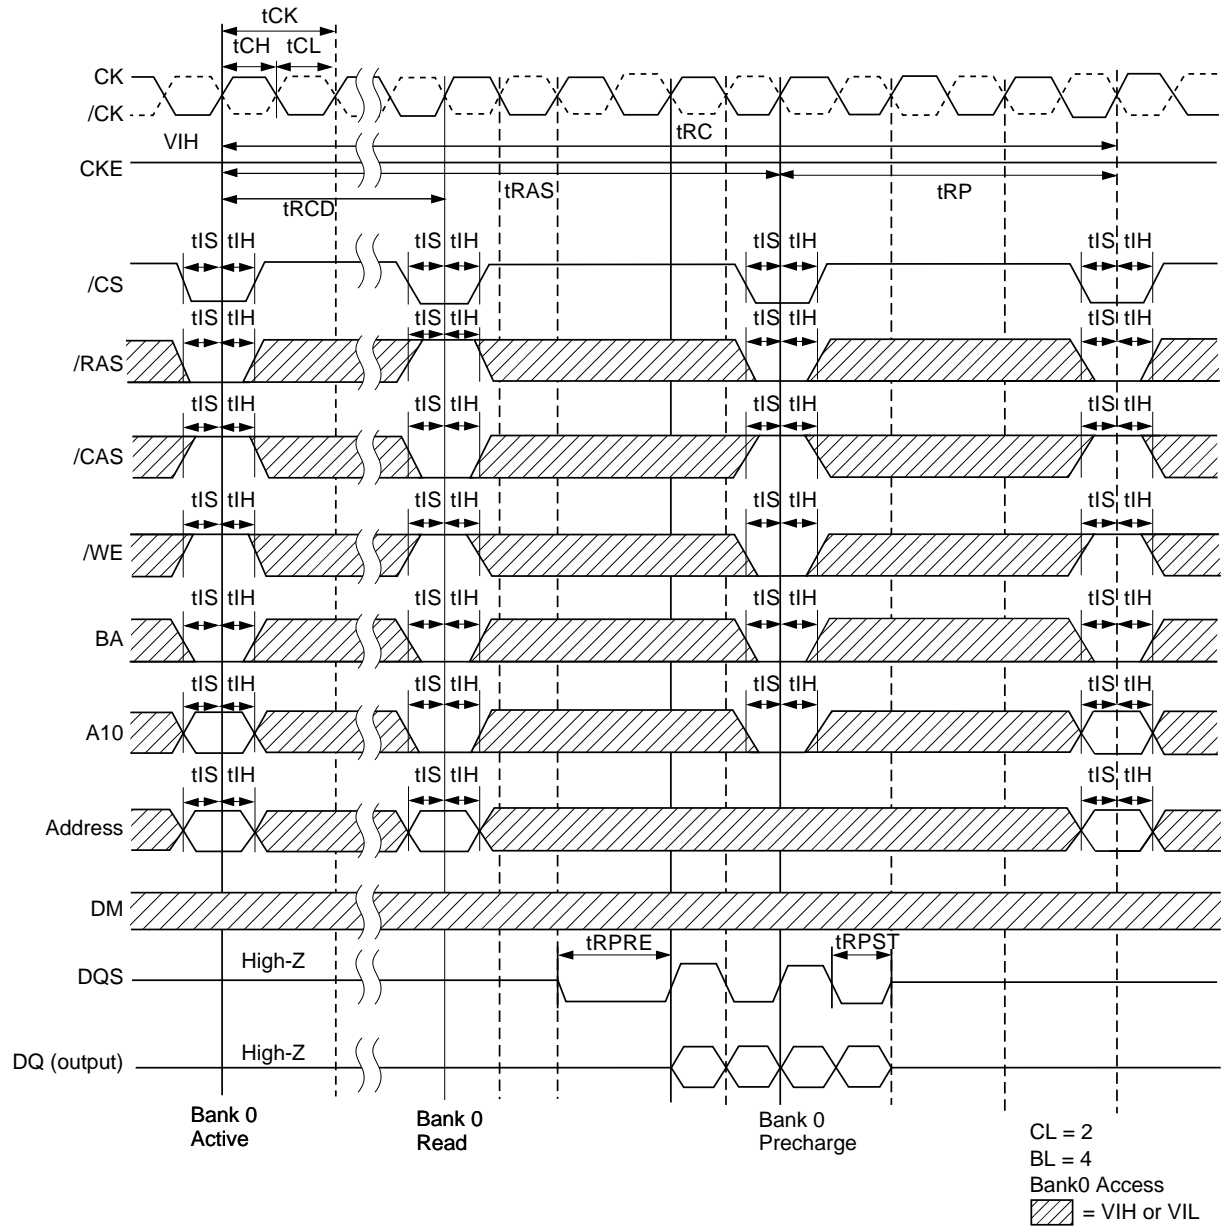 tCK
tCH tCL
CK
/CK
VIH
tRC
CKE
tRAS
tRP
tRCD
tIS tIH tIS tIH tIS tIH tIS tIH
/CS
tIS tIH tIS tIH tIS tIH tIS tIH
/RAS
tIS tIH tIS tIH tIS tIH tIS tIH
/CAS
tIS tIH tIS tIH tIS tIH tIS tIH
/WE
tIS tIH tIS tIH tIS tIH tIS tIH
BA
tIS tIH tIS tIH tIS tIH tIS tIH
A10
tIS tIH tIS tIH tIS tIH
Address
DM
tRPRE tRPST
High-Z
DQS
High-Z
DQ (output)
Bank 0
Active
Bank 0
Read
Bank 0
Precharge
CL = 2
BL = 4
Bank0 Access
= VIH or VIL